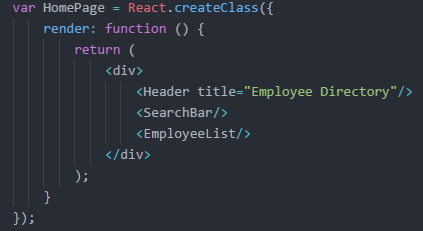 var HomePage = React.createClass({
    render: function () {
        return (
            <div>
                <Header title="Employee Directory"/>
                <SearchBar/>
                <EmployeeList/>
            </div>
        );
    }
});